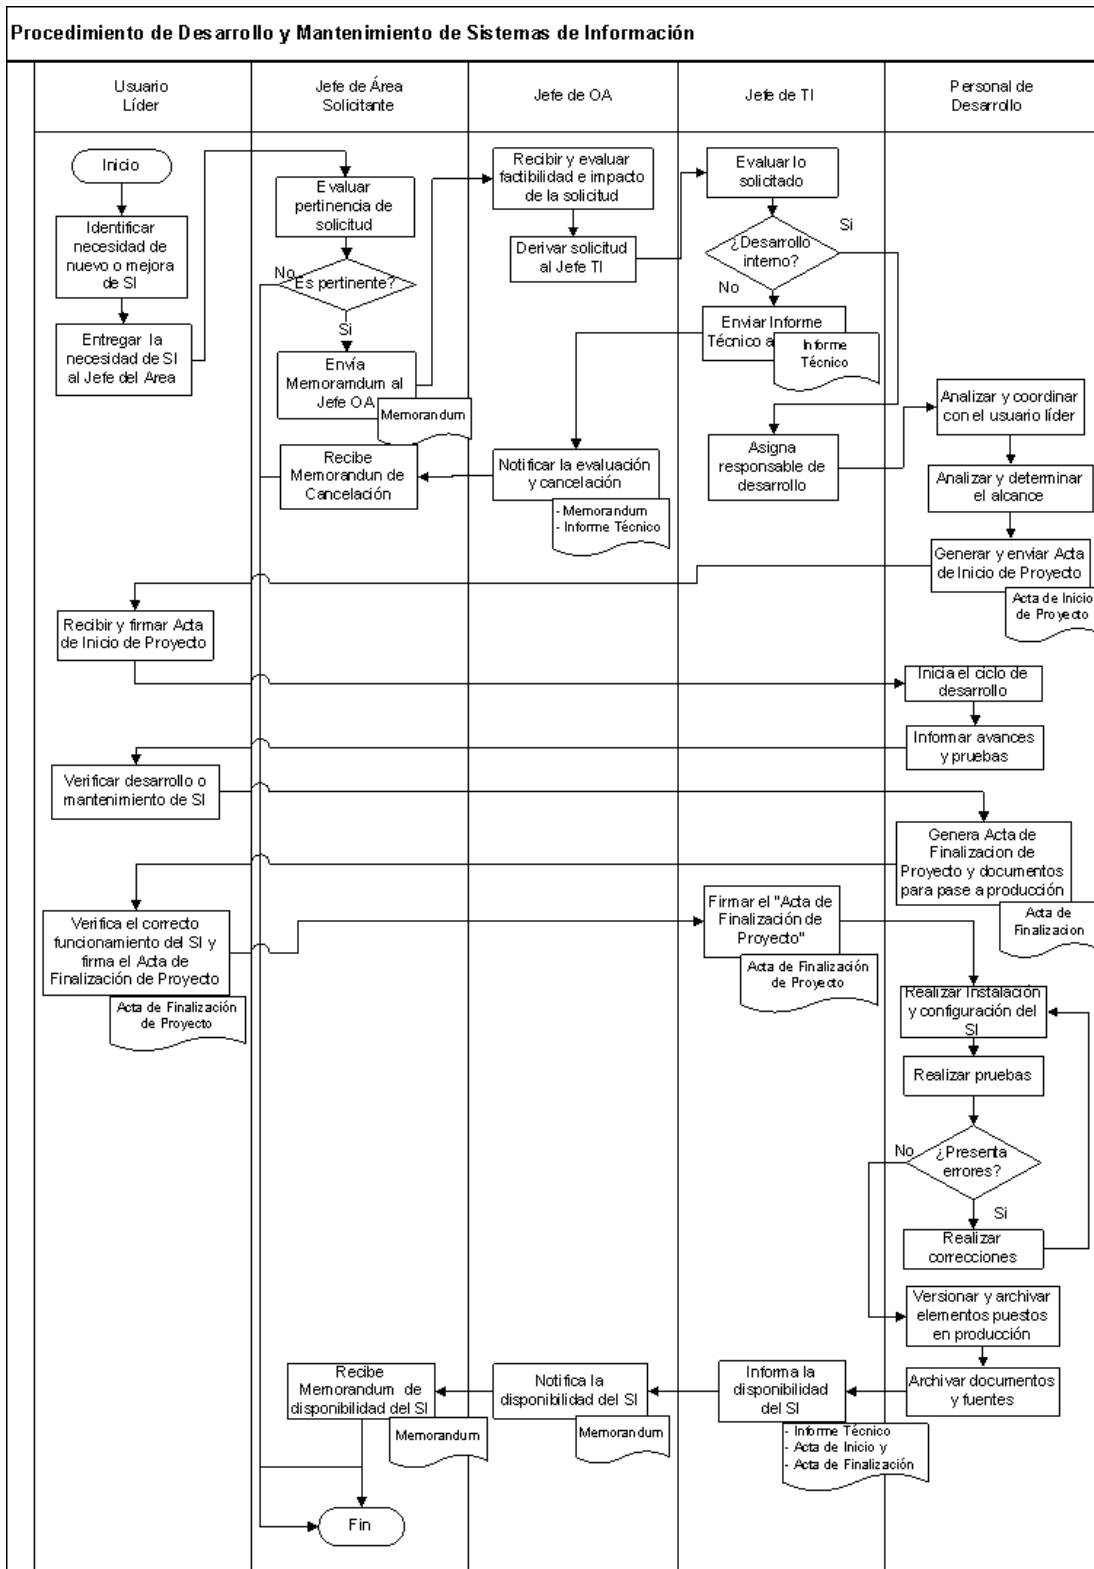 Procedimiento de Desarrollo y Mantenimiento de Sistemas de Información
Usuario
Líder
Jefe de Área
Solicitante
Jefe de OA
Jefe de TI
Personal de
Desarrollo
Inicio
Identificar
necesidad de
nuevo o mejora
de SI
Entregar la
necesidad de SI
al Jefe del Area
Evaluar
pertinencia de
solicitud
No
Es pertinente?
Si
Envía
Memorandum al
Jefe OA
Memorandum
Recibe
Memorandun de
Cancelación
Recibir y evaluar
factibilidad e impacto
de la solicitud
Derivar solicitud
al Jefe TI
Evaluar lo
solicitado
Si
¿Desarrollo
interno?
No
Enviar Informe
Técnico a
Informe
Técnico
Asigna
responsable de
desarrollo
Notificar la evaluación
y cancelación
- Memorandum
- Informe Técnico
Analizar y coordinar
con el usuario líder
Analizar y determinar
el alcance
Generar y enviar Acta
de Inicio de Proyecto
Acta de Inicio
de Proyecto
Recibir y firmar Acta
de Inicio de Proyecto
Inicia el ciclo de
desarrollo
Informar avances
y pruebas
Verificar desarrollo o
mantenimiento de SI
Genera Acta de
Finalizacion de
Proyecto y documentos
para pase a producción
Acta de
Finalizacion
Verifica el correcto
funcionamiento del SI y
firma el Acta de
Finalización de Proyecto
Acta de Finalización
de Proyecto
Firmar el "Acta de
Finalización de
Proyecto"
Acta de Finalización
de Proyecto
Realizar Instalación
y configuración del
SI
Realizar pruebas
No
¿Presenta
errores?
Si
Realizar
correcciones
Versionar y archivar
elementos puestos
en producción
Archivar documentos
y fuentes
Informa la
disponibilidad
del SI
- Informe Técnico
- Acta de Inicio y
- Acta de Finalización
Notifica la
disponibilidad del SI
Memorandum
Recibe
Memorandum de
disponibilidad del SI
Memorandum
Fin